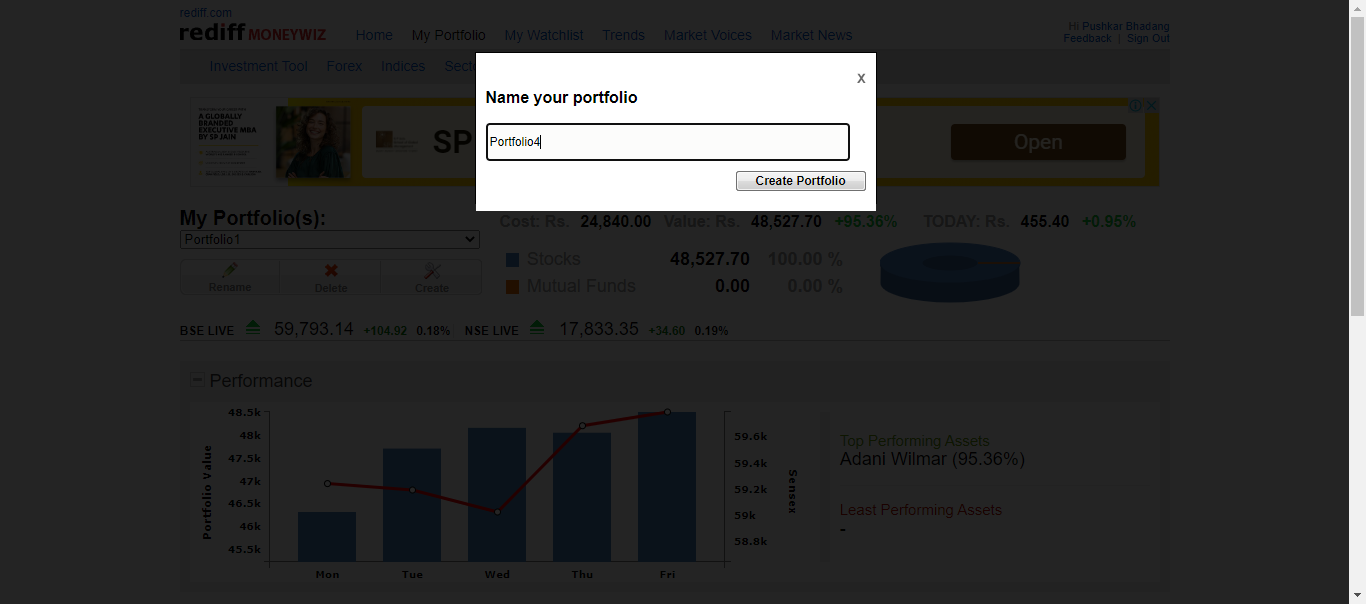 rediff.com
rediff MONEYWIZ
Home My Portfolio My Watchlist Trends Market Voices Market News
Hi Pushkar Bhadang
Feedback | Sign Out
Investment Tool Forex Indices
x
Name your portfolio
Portfolio4
Create Portfolio
A GLOBALLY
BRANDED
EXECUTIVE MBA
BY SP JAIN
SP
Open
My Portfolio(s):
Portfolio1
Rename Delete Create
Cost: Rs. 24,840.00 Value: Rs. 48,527.70 +95.36% TODAY: Rs. 455.40 +0.95%
Stocks 48,527.70 100.00 %
Mutual Funds 0.00 0.00 %
BSE LIVE 59,793.14 +104.92 0.18% NSE LIVE 17,833.35 +34.60 0.19%
Performance
48.5k
48k
47.5k
47k
46.5k
46k
45.5k
Portfolio Value
Mon Tue Wed Thu Fri
59.6k
59.4k
59.2k
59k
58.8k
Sensex
Top Performing Assets
Adani Wilmar (95.36%)
Least Performing Assets
-